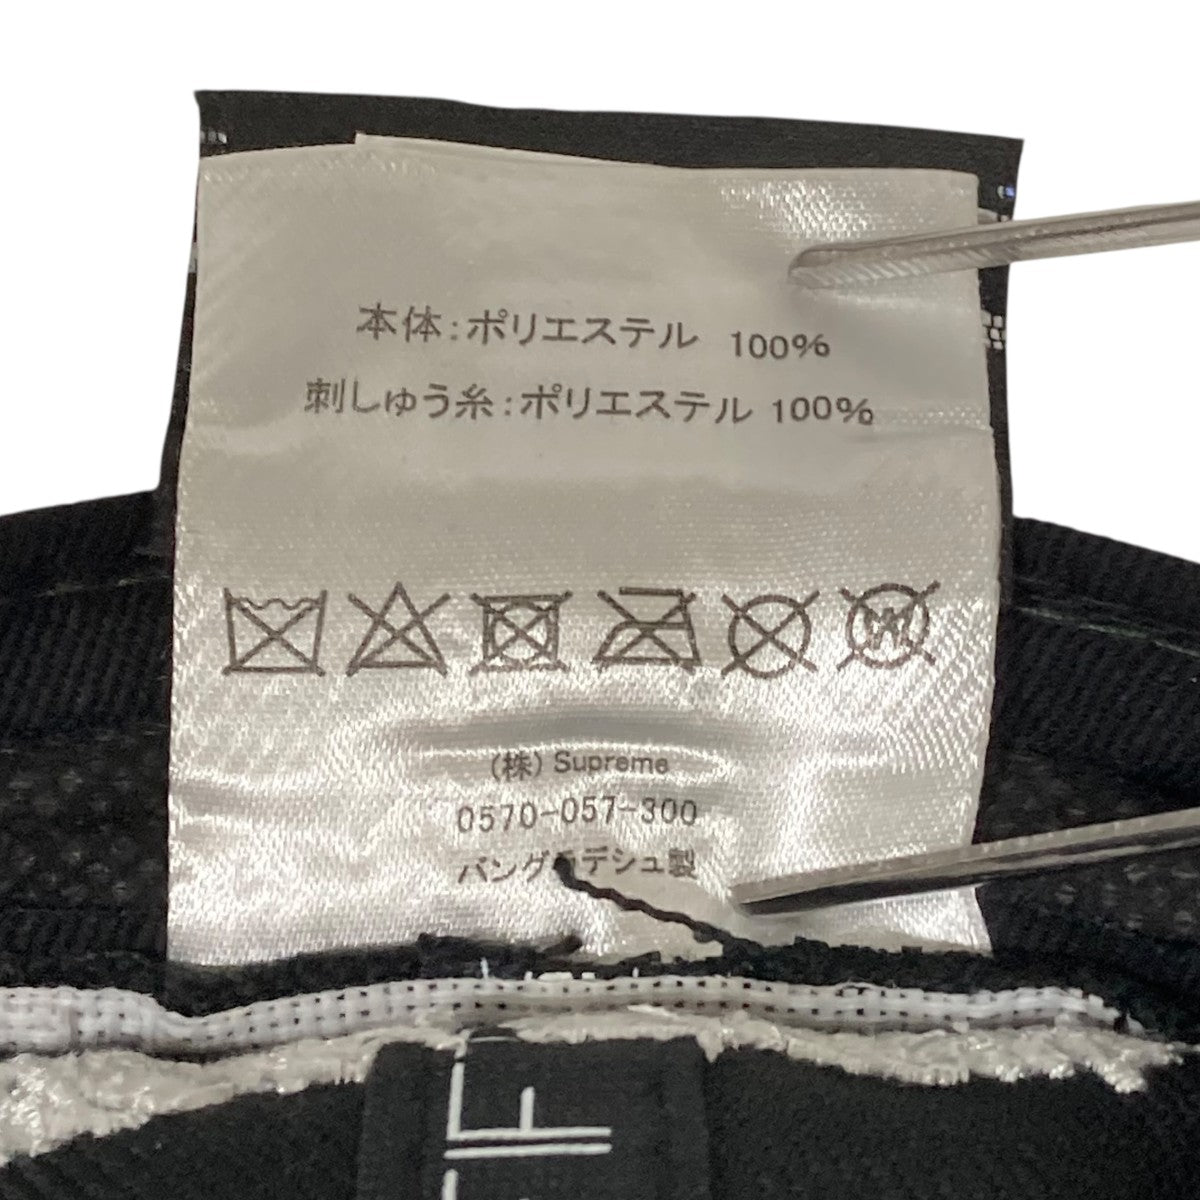 本体：ポリエステル 100%
刺しゅう糸：ポリエステル 100%
W
(株) Supreme
0570-057-300
バングラデシュ製